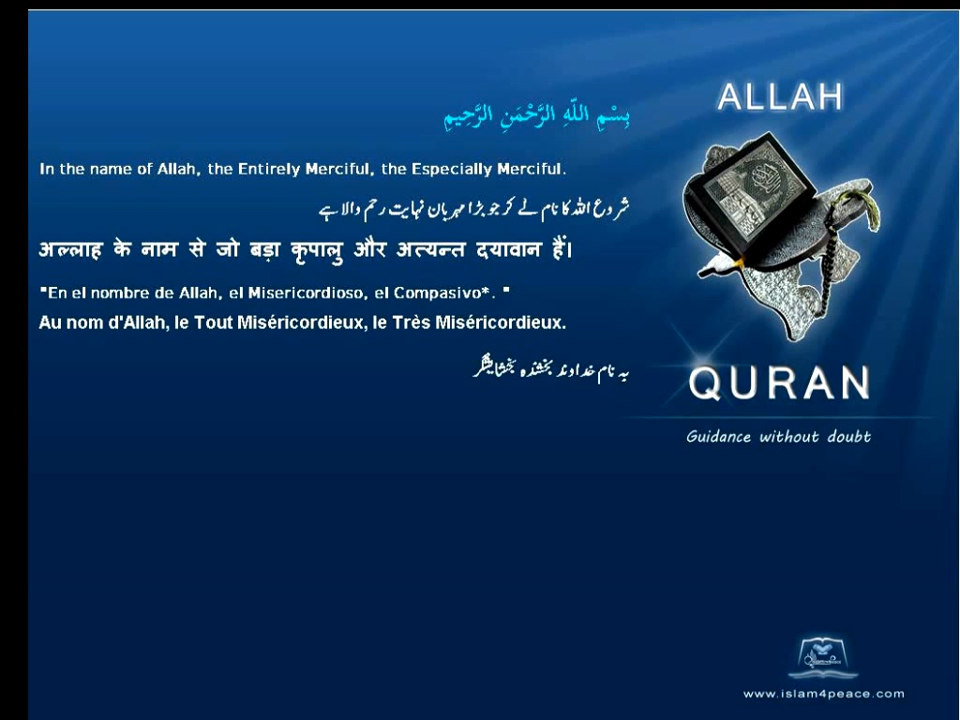 بِسْمِ اللّهِ الرَّحْمَنِ الرَّحِيمِ
In the name of Allah, the Entirely Merciful, the Especially Merciful.
شروع الله کا نام لے کر جو بڑا مہربان نہایت رحم والا ہے
अल्लाह के नाम से जो बड़ा कृपालु और अत्यन्त दयावान हैं।
"En el nombre de Allah, el Misericordioso, el Compasivo*. "
Au nom d'Allah, le Tout Miséricordieux, le Très Miséricordieux.
به نام خداوند بخشنده بخشایشگر
ALLAH
QURAN
Guidance without doubt
www.islam4peace.com